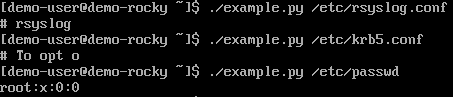 [demo-user@demo-rocky ~]$ ./example.py /etc/rsyslog.conf
# rsyslog
[demo-user@demo-rocky ~]$ ./example.py /etc/krb5.conf
# To opt o
[demo-user@demo-rocky ~]$ ./example.py /etc/passwd
root:x:0:0